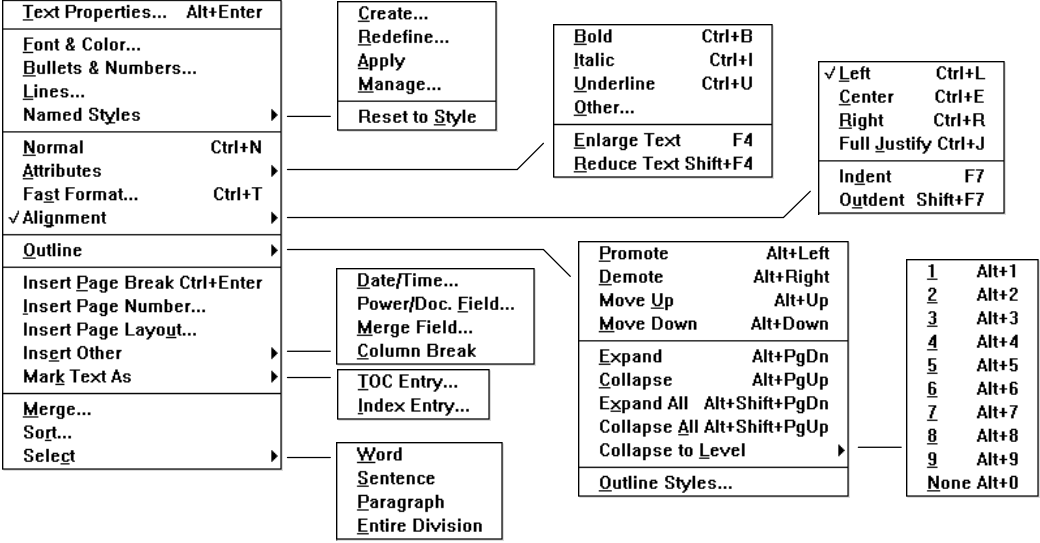 Text Properties... Alt+Enter
Font & Color...
Bullets & Numbers...
Lines...
Named Styles
Normal Ctrl+N
Attributes
Fast Format... Ctrl+T
✓Alignment
Outline
Insert Page Break Ctrl+Enter
Insert Page Number...
Insert Page Layout...
Insert Other
Mark Text As
Merge...
Sort...
Select
Create...
Redefine...
Apply
Manage...
Reset to Style
Bold Ctrl+B
Italic Ctrl+I
Underline Ctrl+U
Other...
Enlarge Text F4
Reduce Text Shift+F4
✓Left Ctrl+L
Center Ctrl+E
Right Ctrl+R
Full Justify Ctrl+J
Indent F7
Outdent Shift+F7
Promote Alt+Left
Demote Alt+Right
Move Up Alt+Up
Move Down Alt+Down
Expand Alt+PgDn
Collapse Alt+PgUp
Expand All Alt+Shift+PgDn
Collapse All Alt+Shift+PgUp
Collapse to Level
Outline Styles...
1 Alt+1
2 Alt+2
3 Alt+3
4 Alt+4
5 Alt+5
6 Alt+6
7 Alt+7
8 Alt+8
9 Alt+9
None Alt+0
Date/Time...
Power/Doc. Field...
Merge Field...
Column Break
TOC Entry...
Index Entry...
Word
Sentence
Paragraph
Entire Division